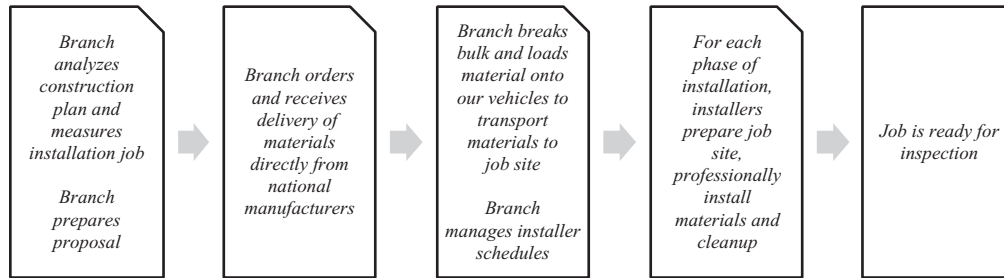 Branch
analyzes
construction
plan and
measures
installation job
Branch
prepares
proposal
Branch orders
and receives
delivery of
materials
directly from
national
manufacturers
Branch breaks
bulk and loads
material onto
our vehicles to
transport
materials to
job site
Branch
manages installer
schedules
For each
phase of
installation,
installers
prepare job
site,
professionally
install
materials and
cleanup
Job is ready for
inspection